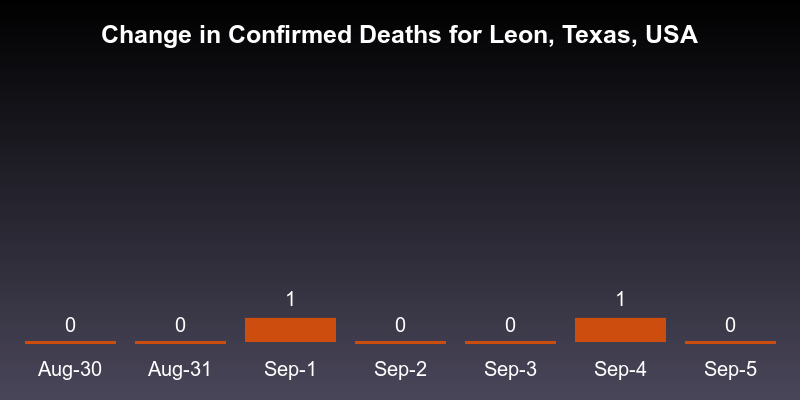 Change in Confirmed Deaths for Leon, Texas, USA
0 0 1 0 0 1 0
Aug-30 Aug-31 Sep-1 Sep-2 Sep-3 Sep-4 Sep-5